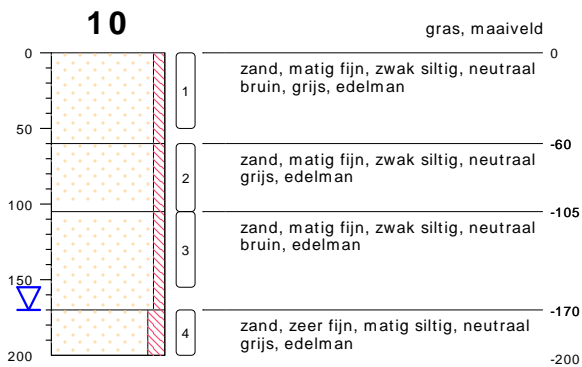 10
gras, maaiveld
0
0
zand, matig fijn, zwak siltig, neutraal
bruin, grijs, edelman
1
50
-60
zand, matig fijn, zwak siltig, neutraal
grijs, edelman
2
100
-105
zand, matig fijn, zwak siltig, neutraal
bruin, edelman
3
150
-170
zand, zeer fijn, matig siltig, neutraal
grijs, edelman
4
200
-200